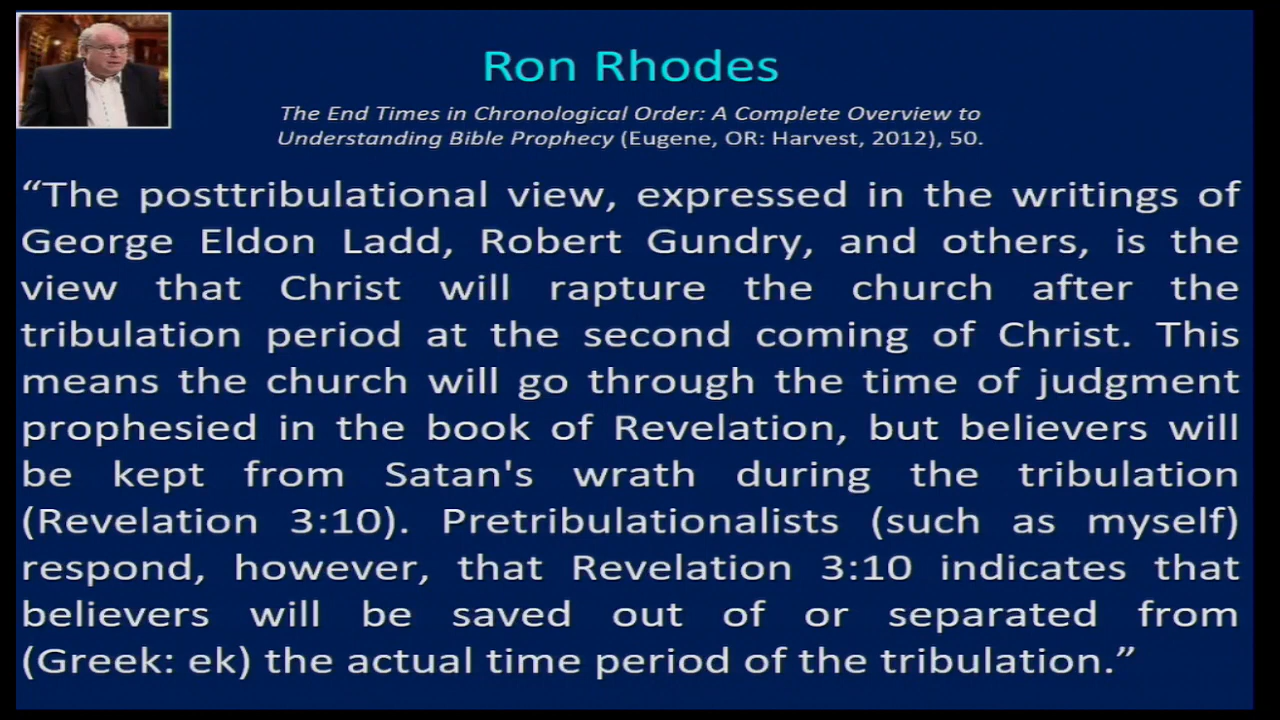 Ron Rhodes
The End Times in Chronological Order: A Complete Overview to
Understanding Bible Prophecy (Eugene, OR: Harvest, 2012), 50.
“The posttribulational view, expressed in the writings of
George Eldon Ladd, Robert Gundry, and others, is the
view that Christ will rapture the church after the
tribulation period at the second coming of Christ. This
means the church will go through the time of judgment
prophesied in the book of Revelation, but believers will
be kept from Satan's wrath during the tribulation
(Revelation 3:10). Pretribulationalists (such as myself)
respond, however, that Revelation 3:10 indicates that
believers will be saved out of or separated from
(Greek: ek) the actual time period of the tribulation.”